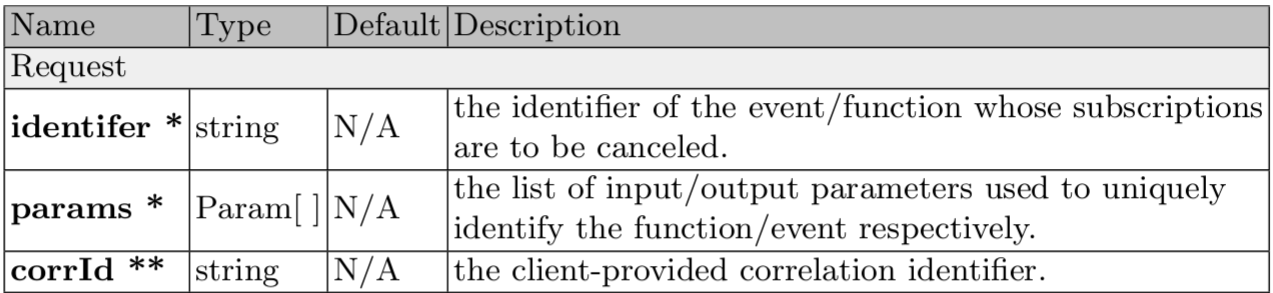 Name Type Default Description
Request
identifer * string N/A the identifier of the event/function whose subscriptions
are to be canceled.
params * Param[ ] N/A the list of input/output parameters used to uniquely
identify the function/event respectively.
corrId ** string N/A the client-provided correlation identifier.